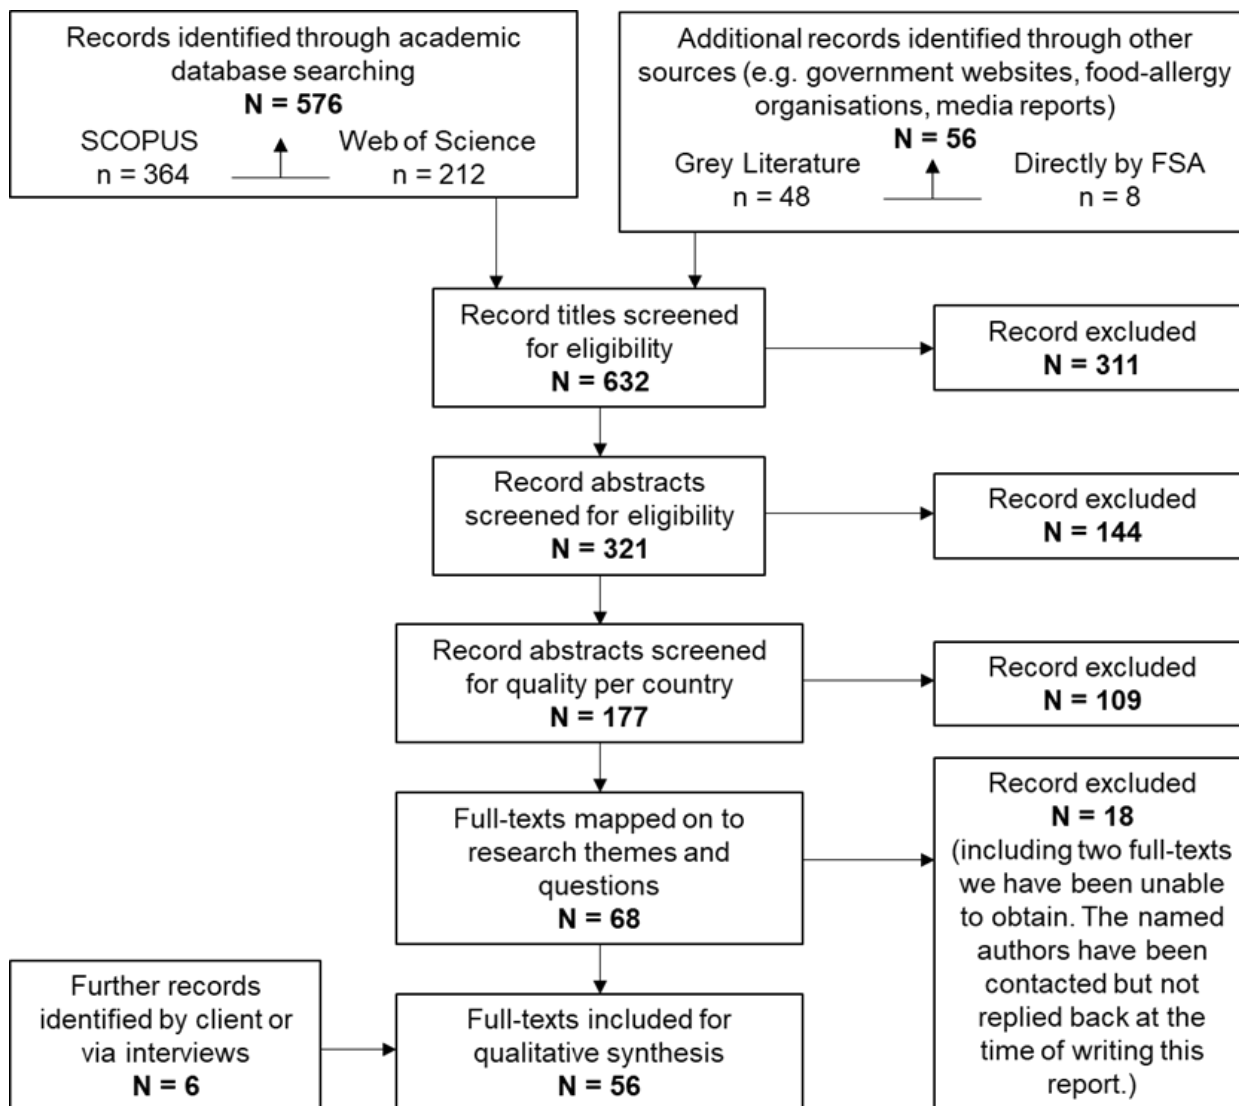 Records identified through academic
database searching
N = 576
SCOPUS
n = 364
Web of Science
n = 212
Additional records identified through other
sources (e.g. government websites, food-allergy
organisations, media reports)
N = 56
Grey Literature
n = 48
Directly by FSA
n = 8
Record titles screened
for eligibility
N = 632
Record excluded
N = 311
Record abstracts
screened for eligibility
N = 321
Record excluded
N = 144
Record abstracts screened
for quality per country
N = 177
Record excluded
N = 109
Full-texts mapped on to
research themes and
questions
N = 68
Record excluded
N = 18
(including two full-texts
we have been unable
to obtain. The named
authors have been
contacted but not
replied back at the
time of writing this
report.)
Further records
identified by client or
via interviews
N = 6
Full-texts included for
qualitative synthesis
N = 56